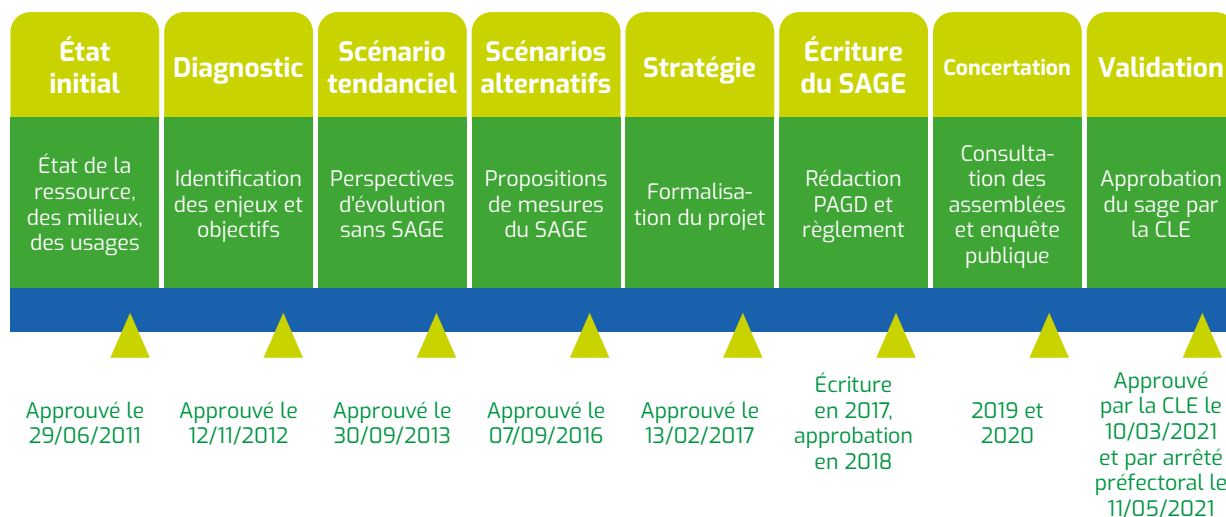 État
initial
Diagnostic
Scénario
tendanciel
Scénarios
alternatifs
Stratégie
Écriture
du SAGE
Concertation
Validation
État de la
ressource,
des milieux,
des usages
Identification
des enjeux et
objectifs
Perspectives
d'évolution
sans SAGE
Propositions
de mesures
du SAGE
Formalisa-
tion du projet
Rédaction
PAGD et
règlement
Consulta-
tion des
assemblées
et enquête
publique
Approbation
du sage par
la CLE
Approuvé le
29/06/2011
Approuvé le
12/11/2012
Approuvé le
30/09/2013
Approuvé le
07/09/2016
Approuvé le
13/02/2017
Écriture
en 2017,
approbation
en 2018
2019 et
2020
Approuvé
par la CLE le
10/03/2021
et par arrêté
préfectoral le
11/05/2021